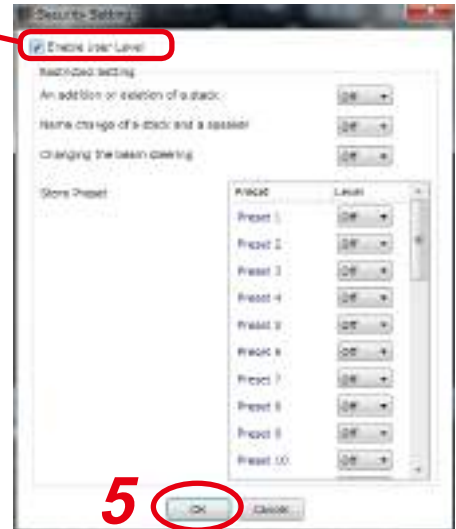 Security Setting
Enable User Level
Restricted Setting
An addition or deletion of a stack
Off
Name change of a stack and a speaker
Off
Changing the beam steering
Off
Store Preset
Preset Level
Preset 1 Off
Preset 2 Off
Preset 3 Off
Preset 4 Off
Preset 5 Off
Preset 6 Off
Preset 7 Off
Preset 8 Off
Preset 9 Off
Preset 10 Off
5 OK Cancel